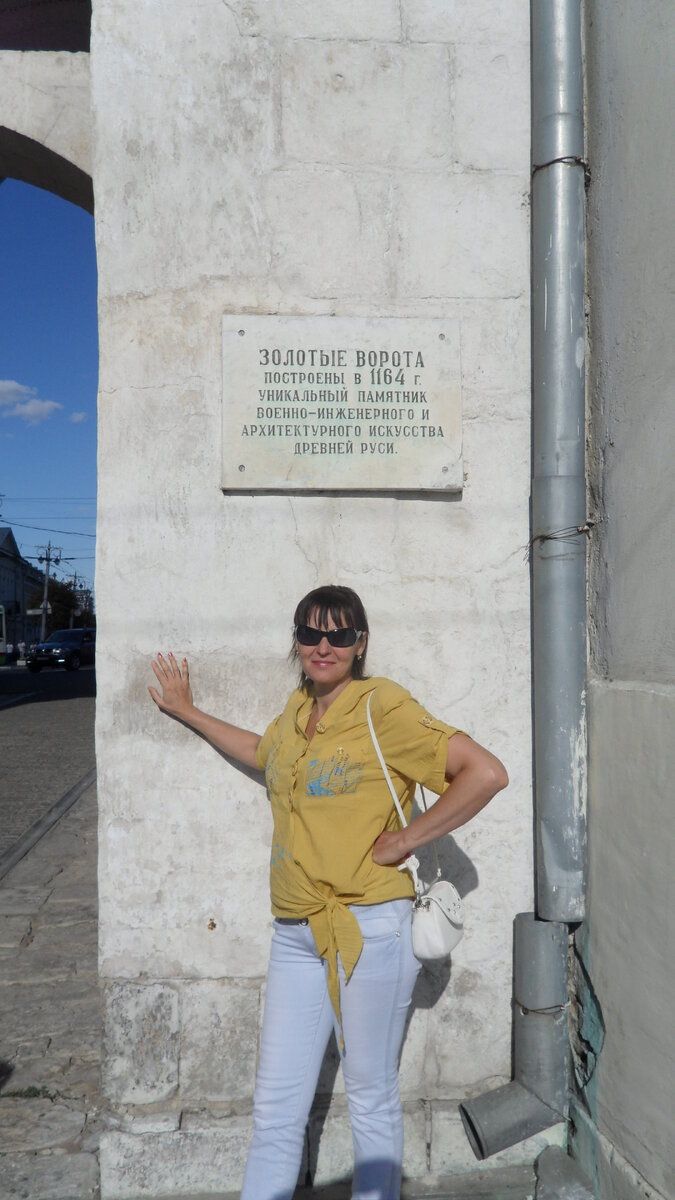 ЗОЛОТЫЕ ВОРОТА
ПОСТРОЕНЫ В 1164 Г.
УНИКАЛЬНЫЙ ПАМЯТНИК
ВОЕННО-ИНЖЕНЕРНОГО И
АРХИТЕКТУРНОГО ИСКУССТВА
ДРЕВНЕЙ РУСИ.